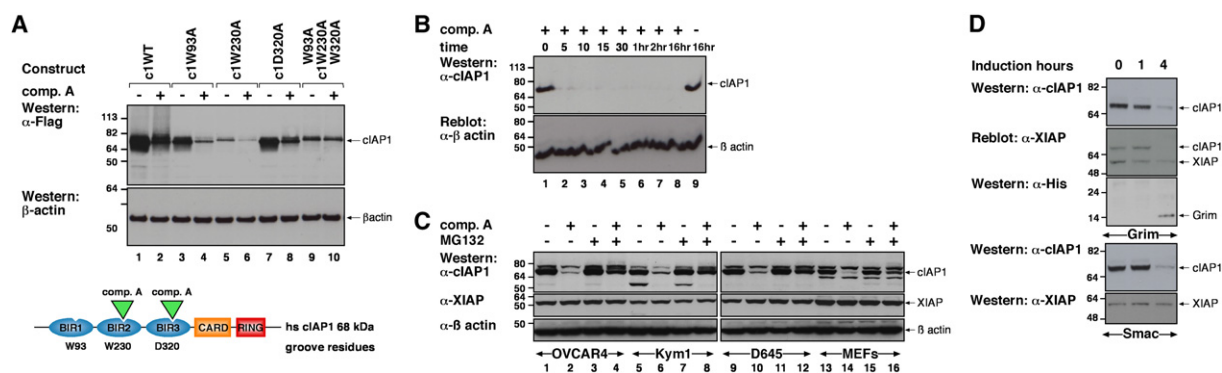 A
Construct
c1WT
c1W93A
c1W230A
c1D320A
W93A
c1W230A
W320A
comp. A - + - + - + - + - +
Western:
α-Flag
113
82
64
50
cIAP1
Western:
β-actin
64
50
βactin
1 2 3 4 5 6 7 8 9 10
comp. A comp. A
BIR1 BIR2 BIR3 CARD RING hs cIAP1 68 kDa
W93 W230 D320 groove residues
B
comp. A + + + + + + + + -
time 0 5 10 15 30 1hr 2hr 16hr 16hr
Western:
α-cIAP1
113
80
64
50
cIAP1
Reblot:
α-β actin
80
64
50
ß actin
1 2 3 4 5 6 7 8 9
C
comp. A - + - + - + - + - + - + - + - +
MG132 - - + + - - + + - - + + - - + +
Western:
α-cIAP1
80
64
50
cIAP1
α-XIAP
64
50
XIAP
α-ß actin
50
ß actin
OVCAR4 Kym1 D645 MEFs
1 2 3 4 5 6 7 8 9 10 11 12 13 14 15 16
D
Induction hours 0 1 4
Western: α-cIAP1
82
64
cIAP1
Reblot: α-XIAP
64
48
cIAP1
XIAP
Western: α-His
24
14
Grim
Grim
Western: α-cIAP1
82
64
cIAP1
Western: α-XIAP
64
48
XIAP
Smac